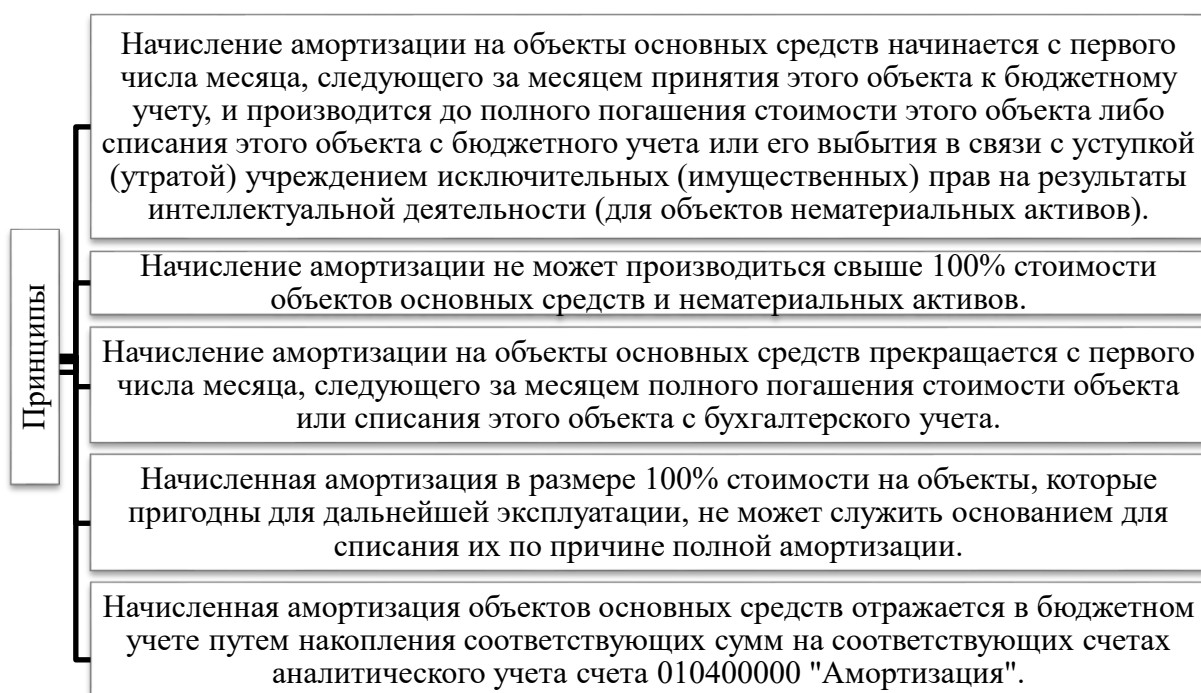 Принципы
Начисление амортизации на объекты основных средств начинается с первого
числа месяца, следующего за месяцем принятия этого объекта к бюджетному
учету, и производится до полного погашения стоимости этого объекта либо
списания этого объекта с бюджетного учета или его выбытия в связи с уступкой
(утратой) учреждением исключительных (имущественных) прав на результаты
интеллектуальной деятельности (для объектов нематериальных активов).
Начисление амортизации не может производиться свыше 100% стоимости
объектов основных средств и нематериальных активов.
Начисление амортизации на объекты основных средств прекращается с первого
числа месяца, следующего за месяцем полного погашения стоимости объекта
или списания этого объекта с бухгалтерского учета.
Начисленная амортизация в размере 100% стоимости на объекты, которые
пригодны для дальнейшей эксплуатации, не может служить основанием для
списания их по причине полной амортизации.
Начисленная амортизация объектов основных средств отражается в бюджетном
учете путем накопления соответствующих сумм на соответствующих счетах
аналитического учета счета 010400000 "Амортизация".